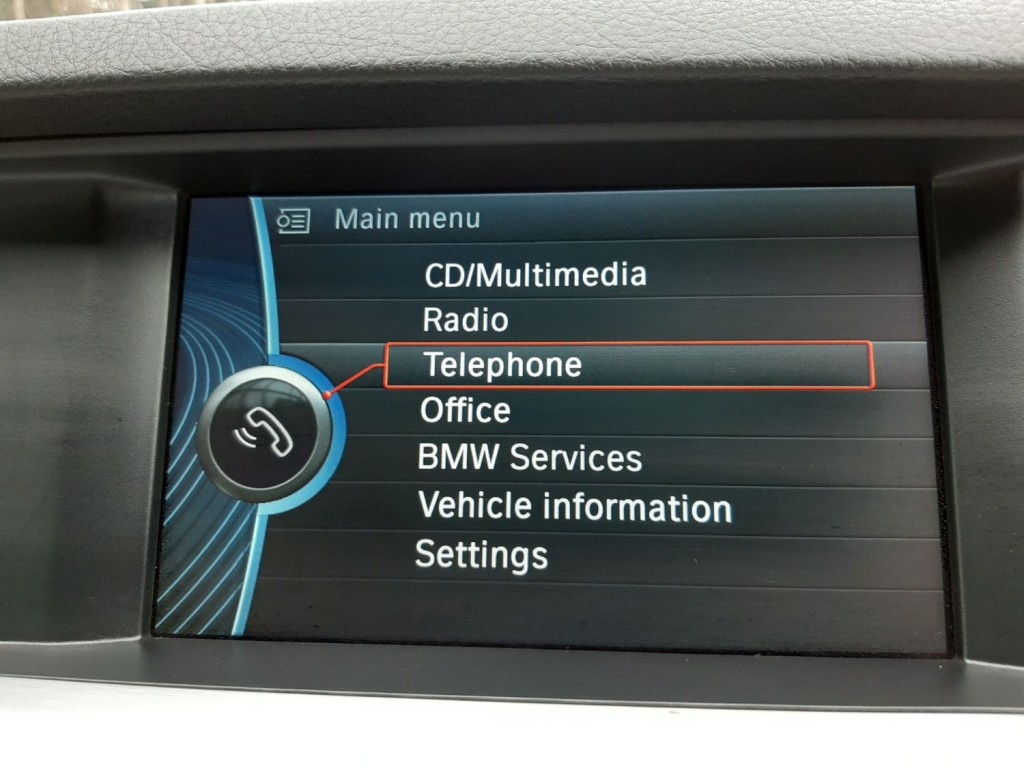 Main menu
CD/Multimedia
Radio
Telephone
Office
BMW Services
Vehicle information
Settings